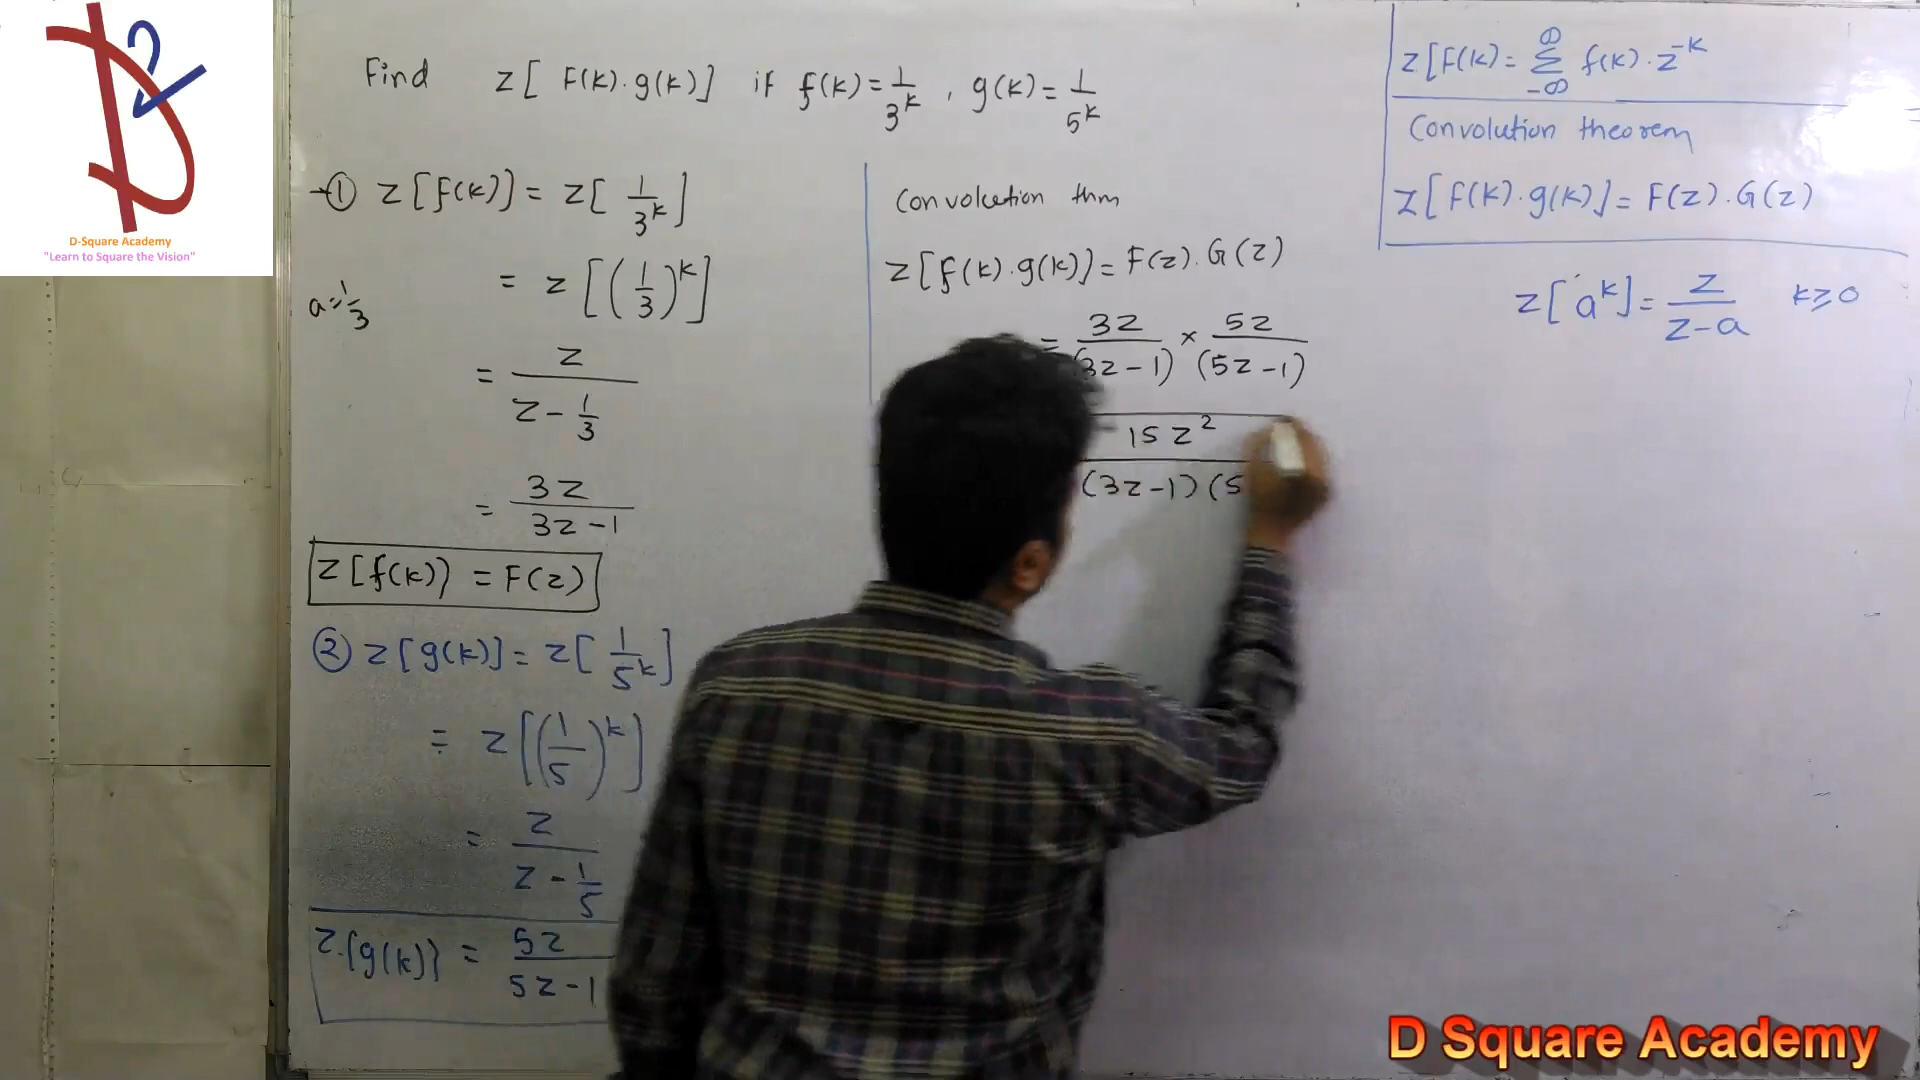 D2
D-Square Academy
"Learn to Square the Vision"
Find z[ F(k).g(k)] if f(k)=1/3^k , g(k)=1/5^k
→① z[f(k)] = z[ 1/3^k ]
a=1/3
= z[(1/3)^k]
= z/(z-1/3)
= 3z/(3z-1)
z[f(k)} = F(z)
② z[g(k)] = z[ 1/5^k ]
= z[(1/5)^k]
= z/(z-1/5)
z.{g(k)} = 5z/(5z-1
Convolution thm
z[f(k).g(k)] = F(z).G(z)
= 3z/(3z-1) × 5z/(5z-1)
15z²/(3z-1)(5
z[F(k) = ∞ Σ -∞ f(k).z^-k
Convolution theorem
z[F(k).g(k)] = F(z).G(z)
z[a^k] = z/(z-a) k≥0
D Square Academy